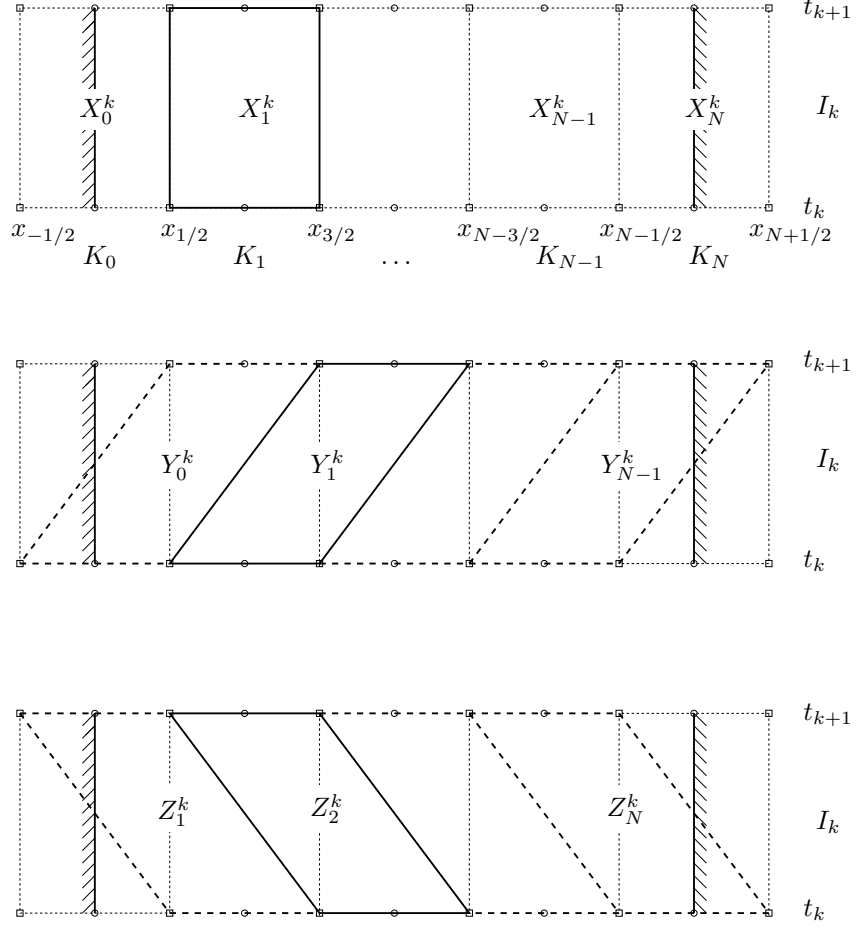 t_{k+1}
X_0^k X_1^k X_{N-1}^k X_N^k I_k
t_k
x_{-1/2} x_{1/2} x_{3/2} x_{N-3/2} x_{N-1/2} x_{N+1/2}
K_0 K_1 ... K_{N-1} K_N
t_{k+1}
Y_0^k Y_1^k Y_{N-1}^k I_k
t_k
t_{k+1}
Z_1^k Z_2^k Z_N^k I_k
t_k